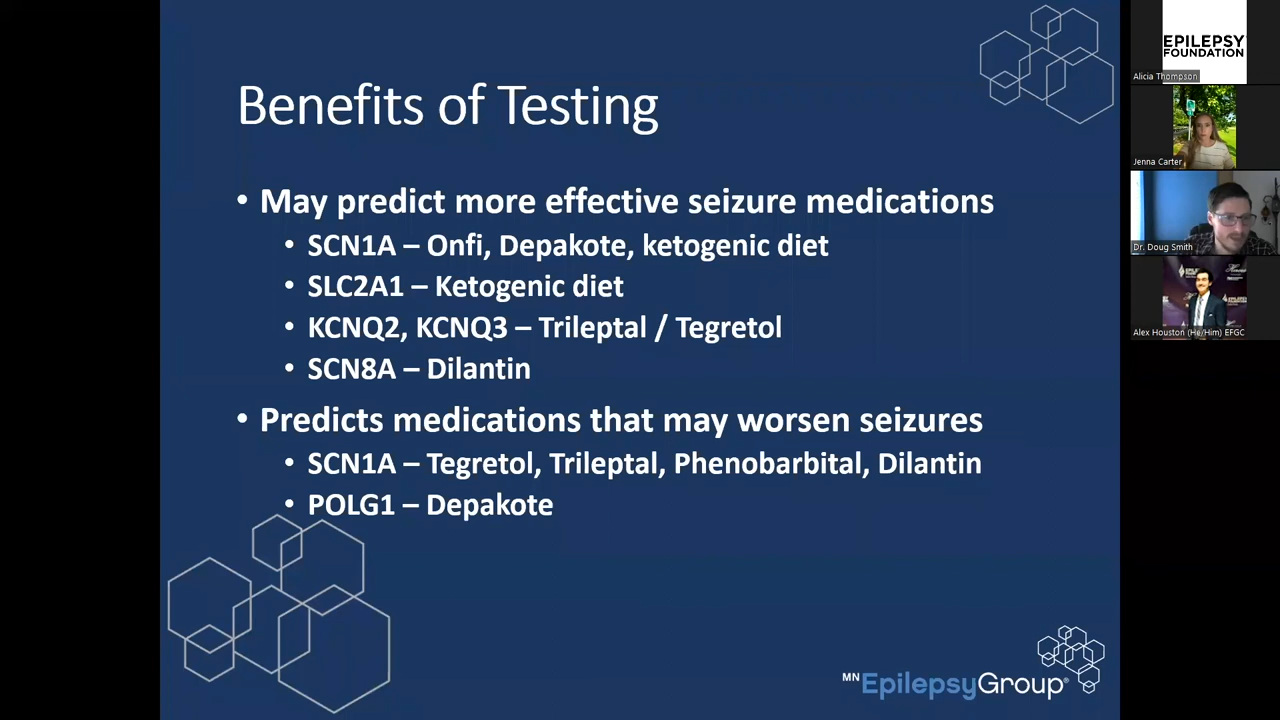 Benefits of Testing
• May predict more effective seizure medications
• SCN1A – Onfi, Depakote, ketogenic diet
• SLC2A1 – Ketogenic diet
• KCNQ2, KCNQ3 – Trileptal / Tegretol
• SCN8A – Dilantin
• Predicts medications that may worsen seizures
• SCN1A – Tegretol, Trileptal, Phenobarbital, Dilantin
• POLG1 – Depakote
MN EpilepsyGroup®
EPILEPSY
FOUNDATION
Alicia Thompson
Jenna Carter
Dr. Doug Smith
Alex Houston (He/Him) EFGC